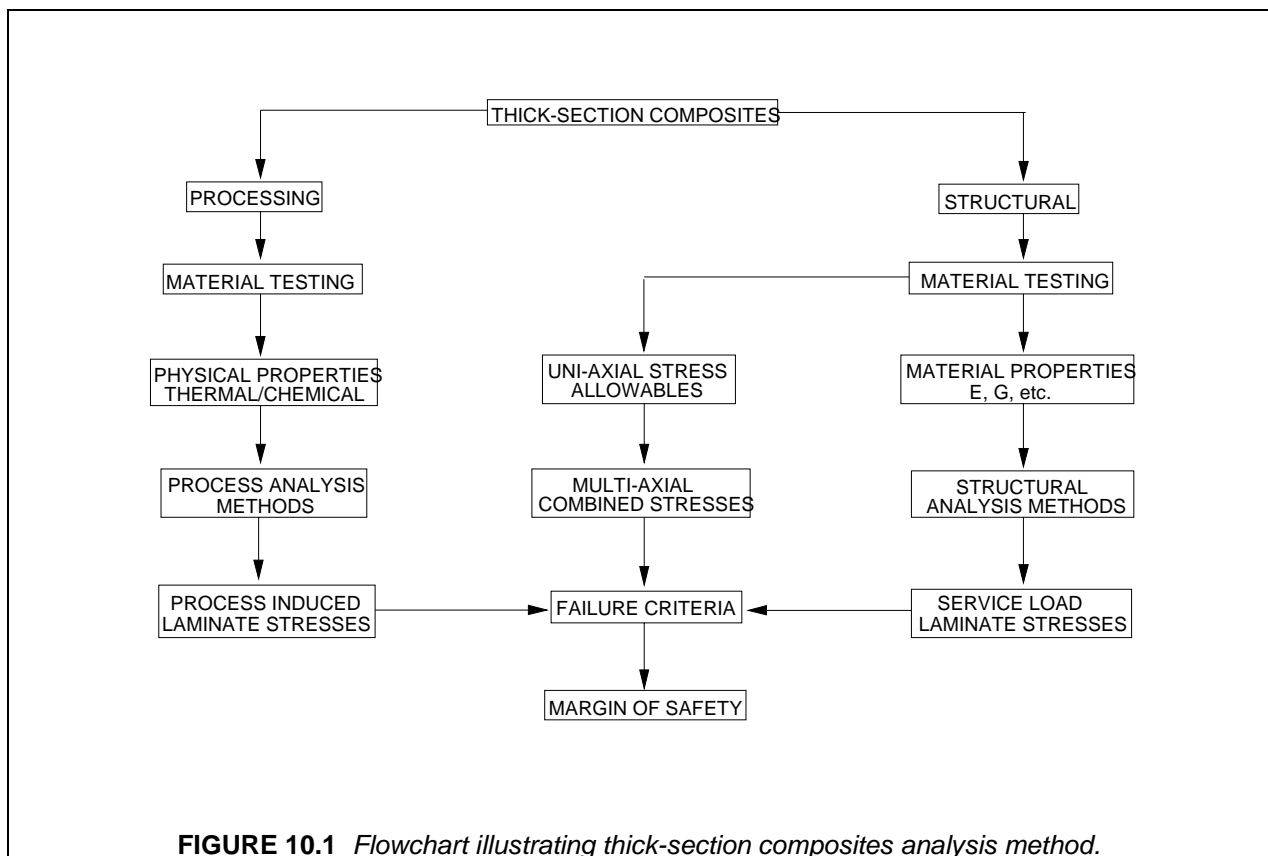 THICK-SECTION COMPOSITES
PROCESSING
STRUCTURAL
MATERIAL TESTING
MATERIAL TESTING
PHYSICAL PROPERTIES
THERMAL/CHEMICAL
UNI-AXIAL STRESS
ALLOWABLES
MATERIAL PROPERTIES
E, G, etc.
PROCESS ANALYSIS
METHODS
MULTI-AXIAL
COMBINED STRESSES
STRUCTURAL
ANALYSIS METHODS
PROCESS INDUCED
LAMINATE STRESSES
FAILURE CRITERIA
SERVICE LOAD
LAMINATE STRESSES
MARGIN OF SAFETY
FIGURE 10.1 Flowchart illustrating thick-section composites analysis method.